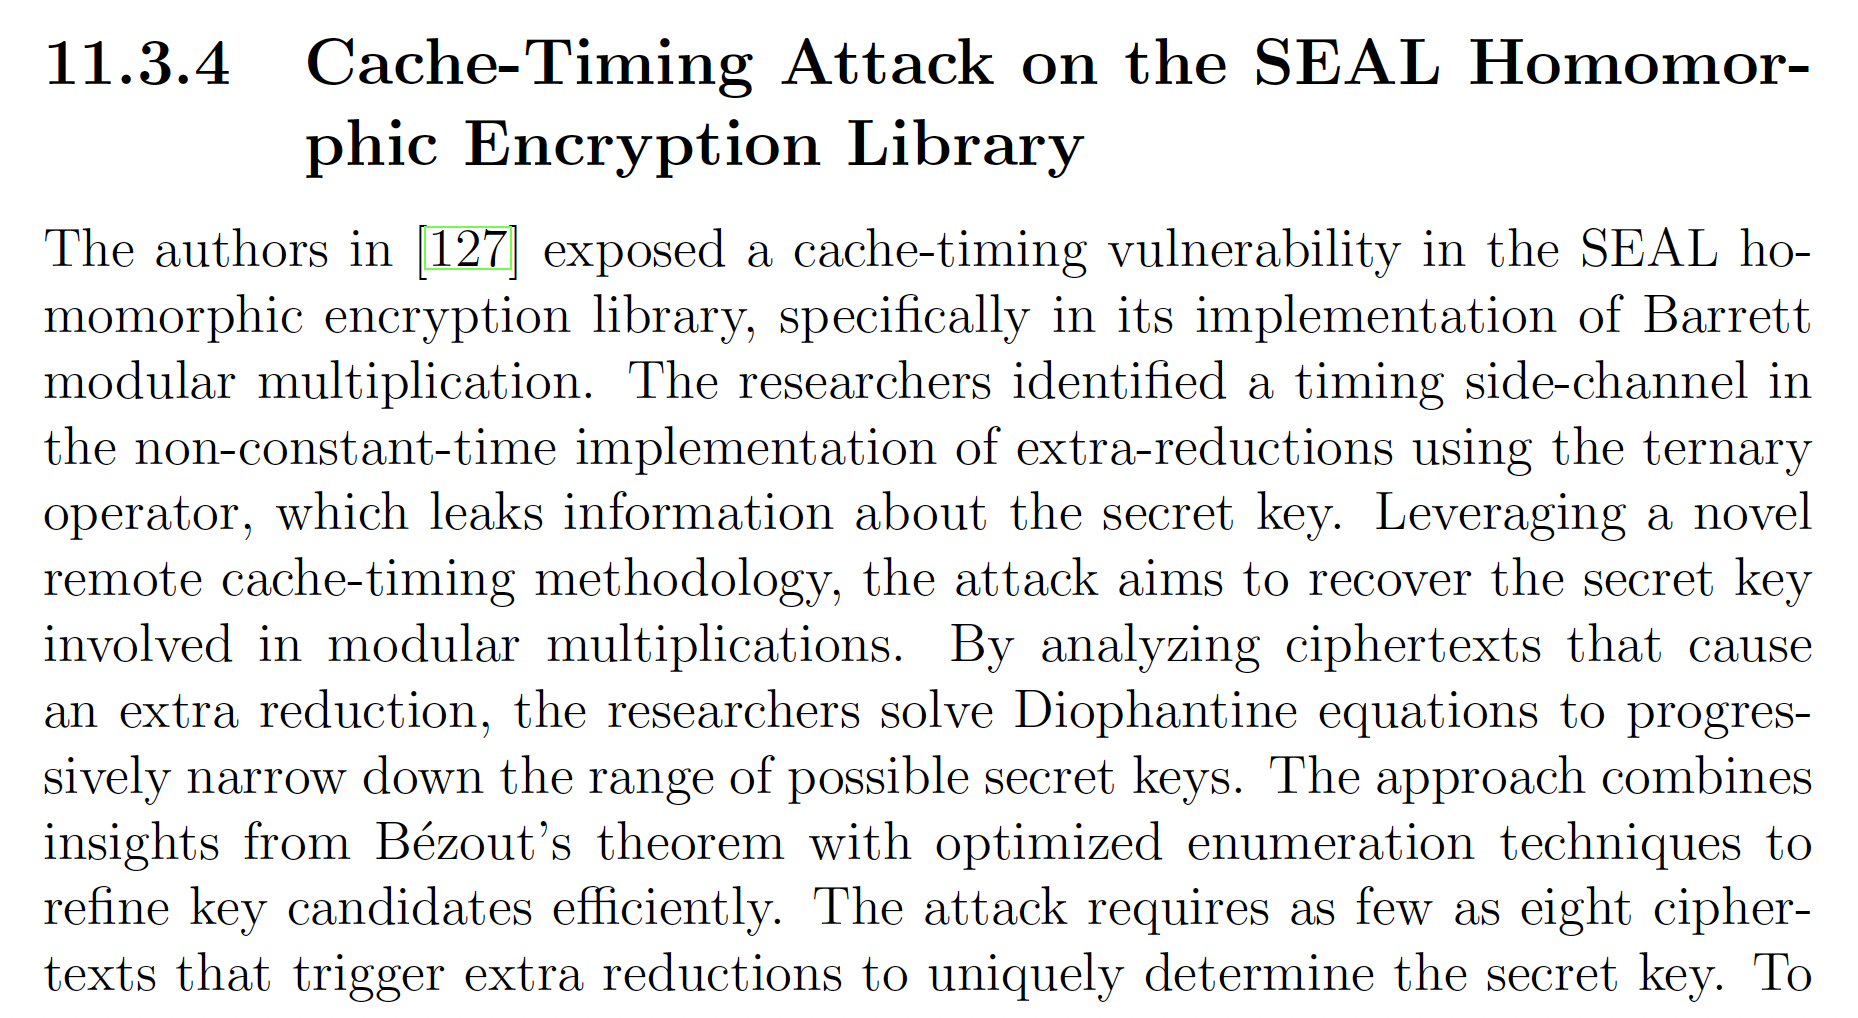 11.3.4 Cache-Timing Attack on the SEAL Homomor-
phic Encryption Library
The authors in [127] exposed a cache-timing vulnerability in the SEAL ho-
momorphic encryption library, specifically in its implementation of Barrett
modular multiplication. The researchers identified a timing side-channel in
the non-constant-time implementation of extra-reductions using the ternary
operator, which leaks information about the secret key. Leveraging a novel
remote cache-timing methodology, the attack aims to recover the secret key
involved in modular multiplications. By analyzing ciphertexts that cause
an extra reduction, the researchers solve Diophantine equations to progres-
sively narrow down the range of possible secret keys. The approach combines
insights from Bézout's theorem with optimized enumeration techniques to
refine key candidates efficiently. The attack requires as few as eight cipher-
texts that trigger extra reductions to uniquely determine the secret key. To